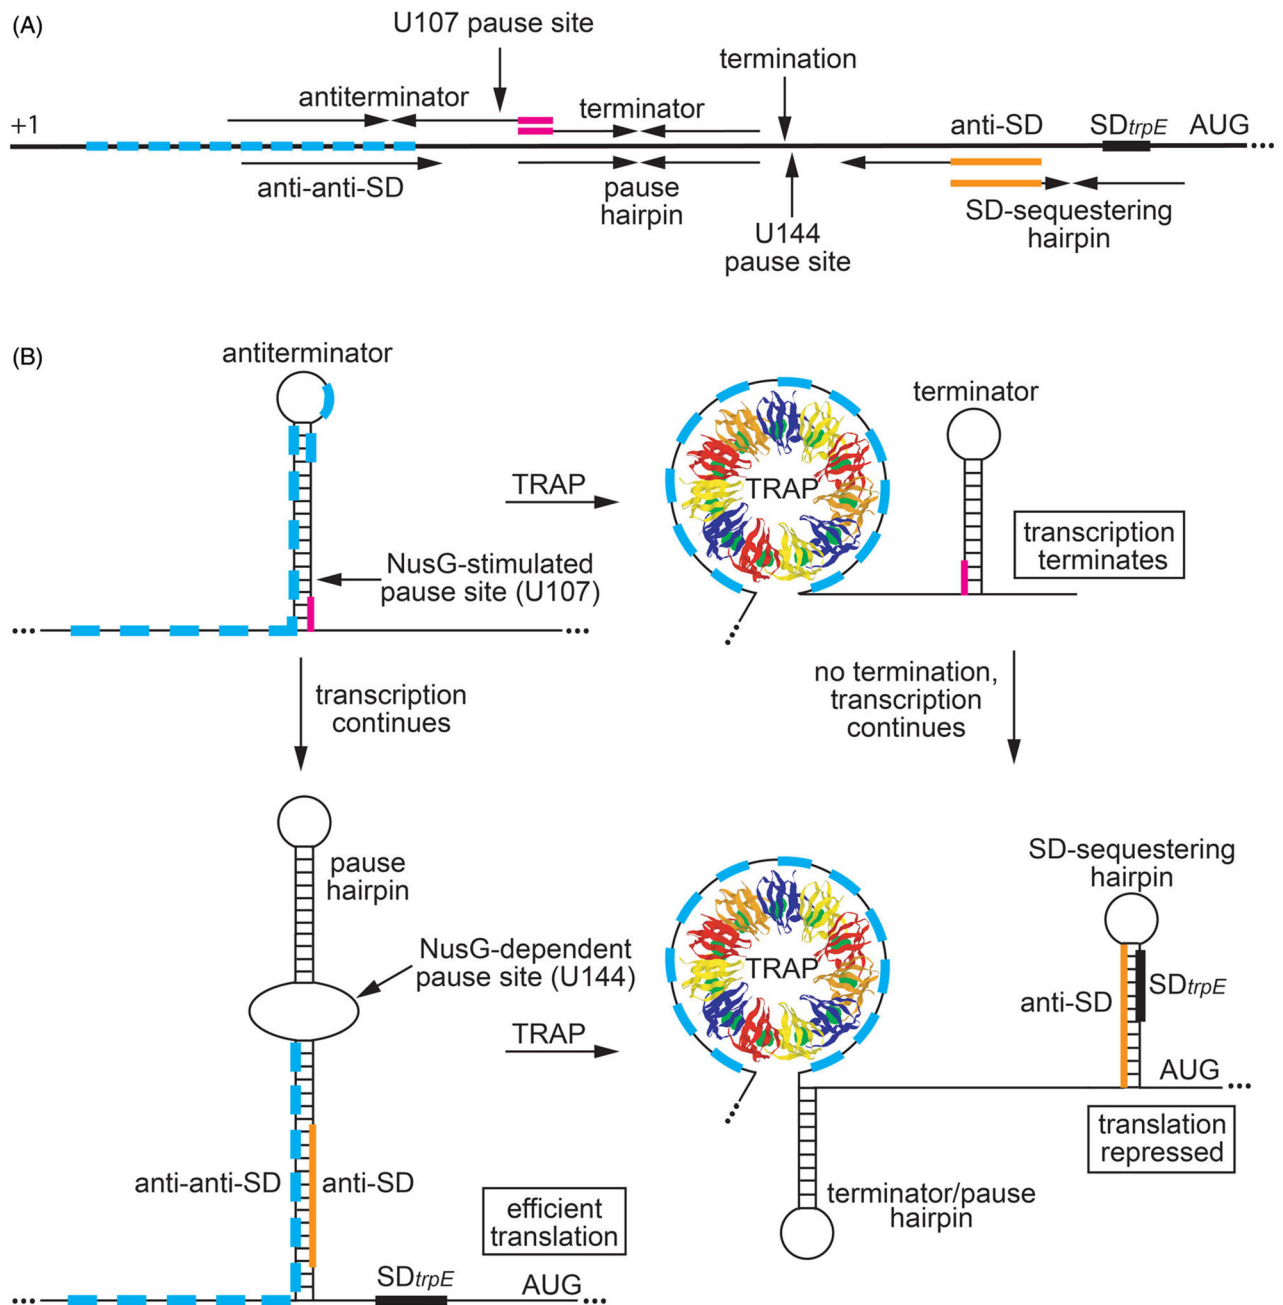 (A)
U107 pause site
termination
antiterminator
terminator
+1
anti-SD
SDtrpE
AUG
...
anti-anti-SD
pause
hairpin
SD-sequestering
hairpin
U144
pause site
(B)
antiterminator
TRAP
TRAP
terminator
transcription
terminates
NusG-stimulated
pause site (U107)
...
...
...
transcription
continues
no termination,
transcription
continues
pause
hairpin
NusG-dependent
pause site (U144)
TRAP
TRAP
SD-sequestering
hairpin
anti-SD
SDtrpE
AUG
...
...
translation
repressed
terminator/pause
hairpin
anti-anti-SD
anti-SD
efficient
translation
SDtrpE
AUG
...
...